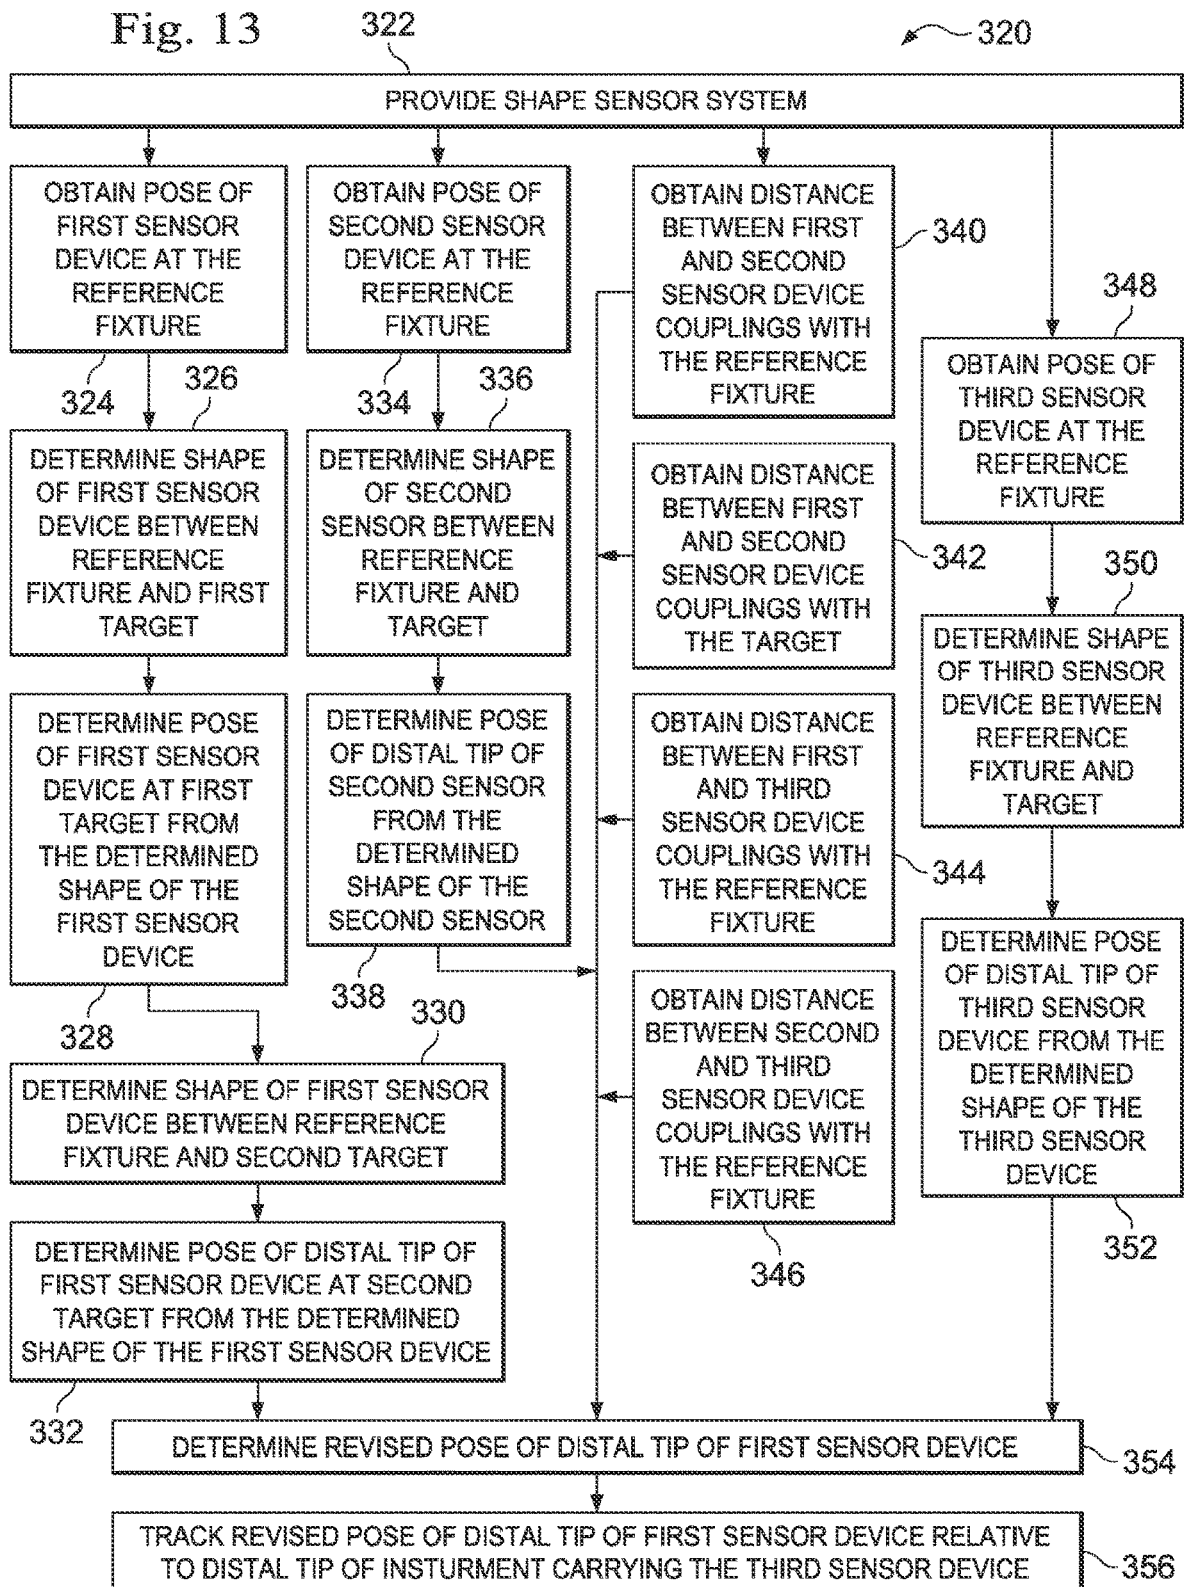 Fig. 13
322
320
PROVIDE SHAPE SENSOR SYSTEM
OBTAIN POSE OF
FIRST SENSOR
DEVICE AT THE
REFERENCE
FIXTURE
324
326
DETERMINE SHAPE
OF FIRST SENSOR
DEVICE BETWEEN
REFERENCE
FIXTURE AND FIRST
TARGET
DETERMINE POSE
OF FIRST SENSOR
DEVICE AT FIRST
TARGET FROM
THE DETERMINED
SHAPE OF THE
FIRST SENSOR
DEVICE
328
330
DETERMINE SHAPE OF FIRST SENSOR
DEVICE BETWEEN REFERENCE
FIXTURE AND SECOND TARGET
DETERMINE POSE OF DISTAL TIP OF
FIRST SENSOR DEVICE AT SECOND
TARGET FROM THE DETERMINED
SHAPE OF THE FIRST SENSOR DEVICE
332
OBTAIN POSE OF
SECOND SENSOR
DEVICE AT THE
REFERENCE
FIXTURE
334
336
DETERMINE SHAPE
OF SECOND
SENSOR BETWEEN
REFERENCE
FIXTURE AND
TARGET
DETERMINE POSE
OF DISTAL TIP OF
SECOND SENSOR
FROM THE
DETERMINED
SHAPE OF THE
SECOND SENSOR
338
OBTAIN DISTANCE
BETWEEN FIRST
AND SECOND
SENSOR DEVICE
COUPLINGS WITH
THE REFERENCE
FIXTURE
340
OBTAIN DISTANCE
BETWEEN FIRST
AND SECOND
SENSOR DEVICE
COUPLINGS WITH
THE TARGET
342
OBTAIN DISTANCE
BETWEEN FIRST
AND THIRD
SENSOR DEVICE
COUPLINGS WITH
THE REFERENCE
FIXTURE
344
OBTAIN DISTANCE
BETWEEN SECOND
AND THIRD
SENSOR DEVICE
COUPLINGS WITH
THE REFERENCE
FIXTURE
346
348
OBTAIN POSE OF
THIRD SENSOR
DEVICE AT THE
REFERENCE
FIXTURE
350
DETERMINE SHAPE
OF THIRD SENSOR
DEVICE BETWEEN
REFERENCE
FIXTURE AND
TARGET
DETERMINE POSE
OF DISTAL TIP OF
THIRD SENSOR
DEVICE FROM THE
DETERMINED
SHAPE OF THE
THIRD SENSOR
DEVICE
352
DETERMINE REVISED POSE OF DISTAL TIP OF FIRST SENSOR DEVICE
354
TRACK REVISED POSE OF DISTAL TIP OF FIRST SENSOR DEVICE RELATIVE
TO DISTAL TIP OF INSTURMENT CARRYING THE THIRD SENSOR DEVICE
356